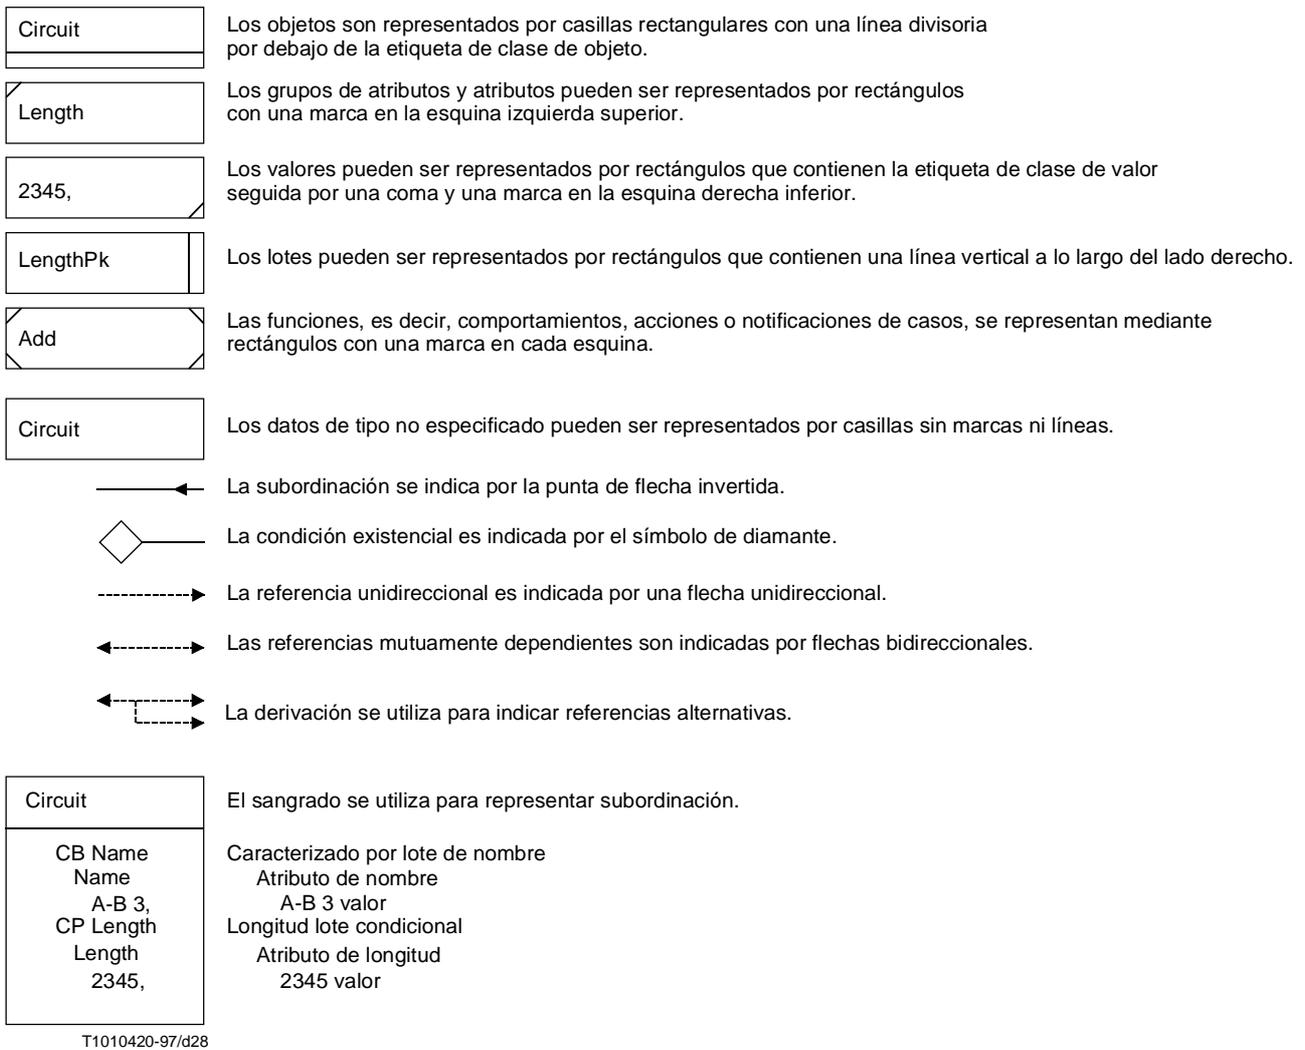 Circuit
Los objetos son representados por casillas rectangulares con una línea divisoria
por debajo de la etiqueta de clase de objeto.
Length
Los grupos de atributos y atributos pueden ser representados por rectángulos
con una marca en la esquina izquierda superior.
2345,
Los valores pueden ser representados por rectángulos que contienen la etiqueta de clase de valor
seguida por una coma y una marca en la esquina derecha inferior.
LengthPk
Los lotes pueden ser representados por rectángulos que contienen una línea vertical a lo largo del lado derecho.
Add
Las funciones, es decir, comportamientos, acciones o notificaciones de casos, se representan mediante
rectángulos con una marca en cada esquina.
Circuit
Los datos de tipo no especificado pueden ser representados por casillas sin marcas ni líneas.
La subordinación se indica por la punta de flecha invertida.
La condición existencial es indicada por el símbolo de diamante.
La referencia unidireccional es indicada por una flecha unidireccional.
Las referencias mutuamente dependientes son indicadas por flechas bidireccionales.
La derivación se utiliza para indicar referencias alternativas.
Circuit
El sangrado se utiliza para representar subordinación.
CB Name
Caracterizado por lote de nombre
Name
Atributo de nombre
A-B 3,
A-B 3 valor
CP Length
Longitud lote condicional
Length
Atributo de longitud
2345,
2345 valor
T1010420-97/d28